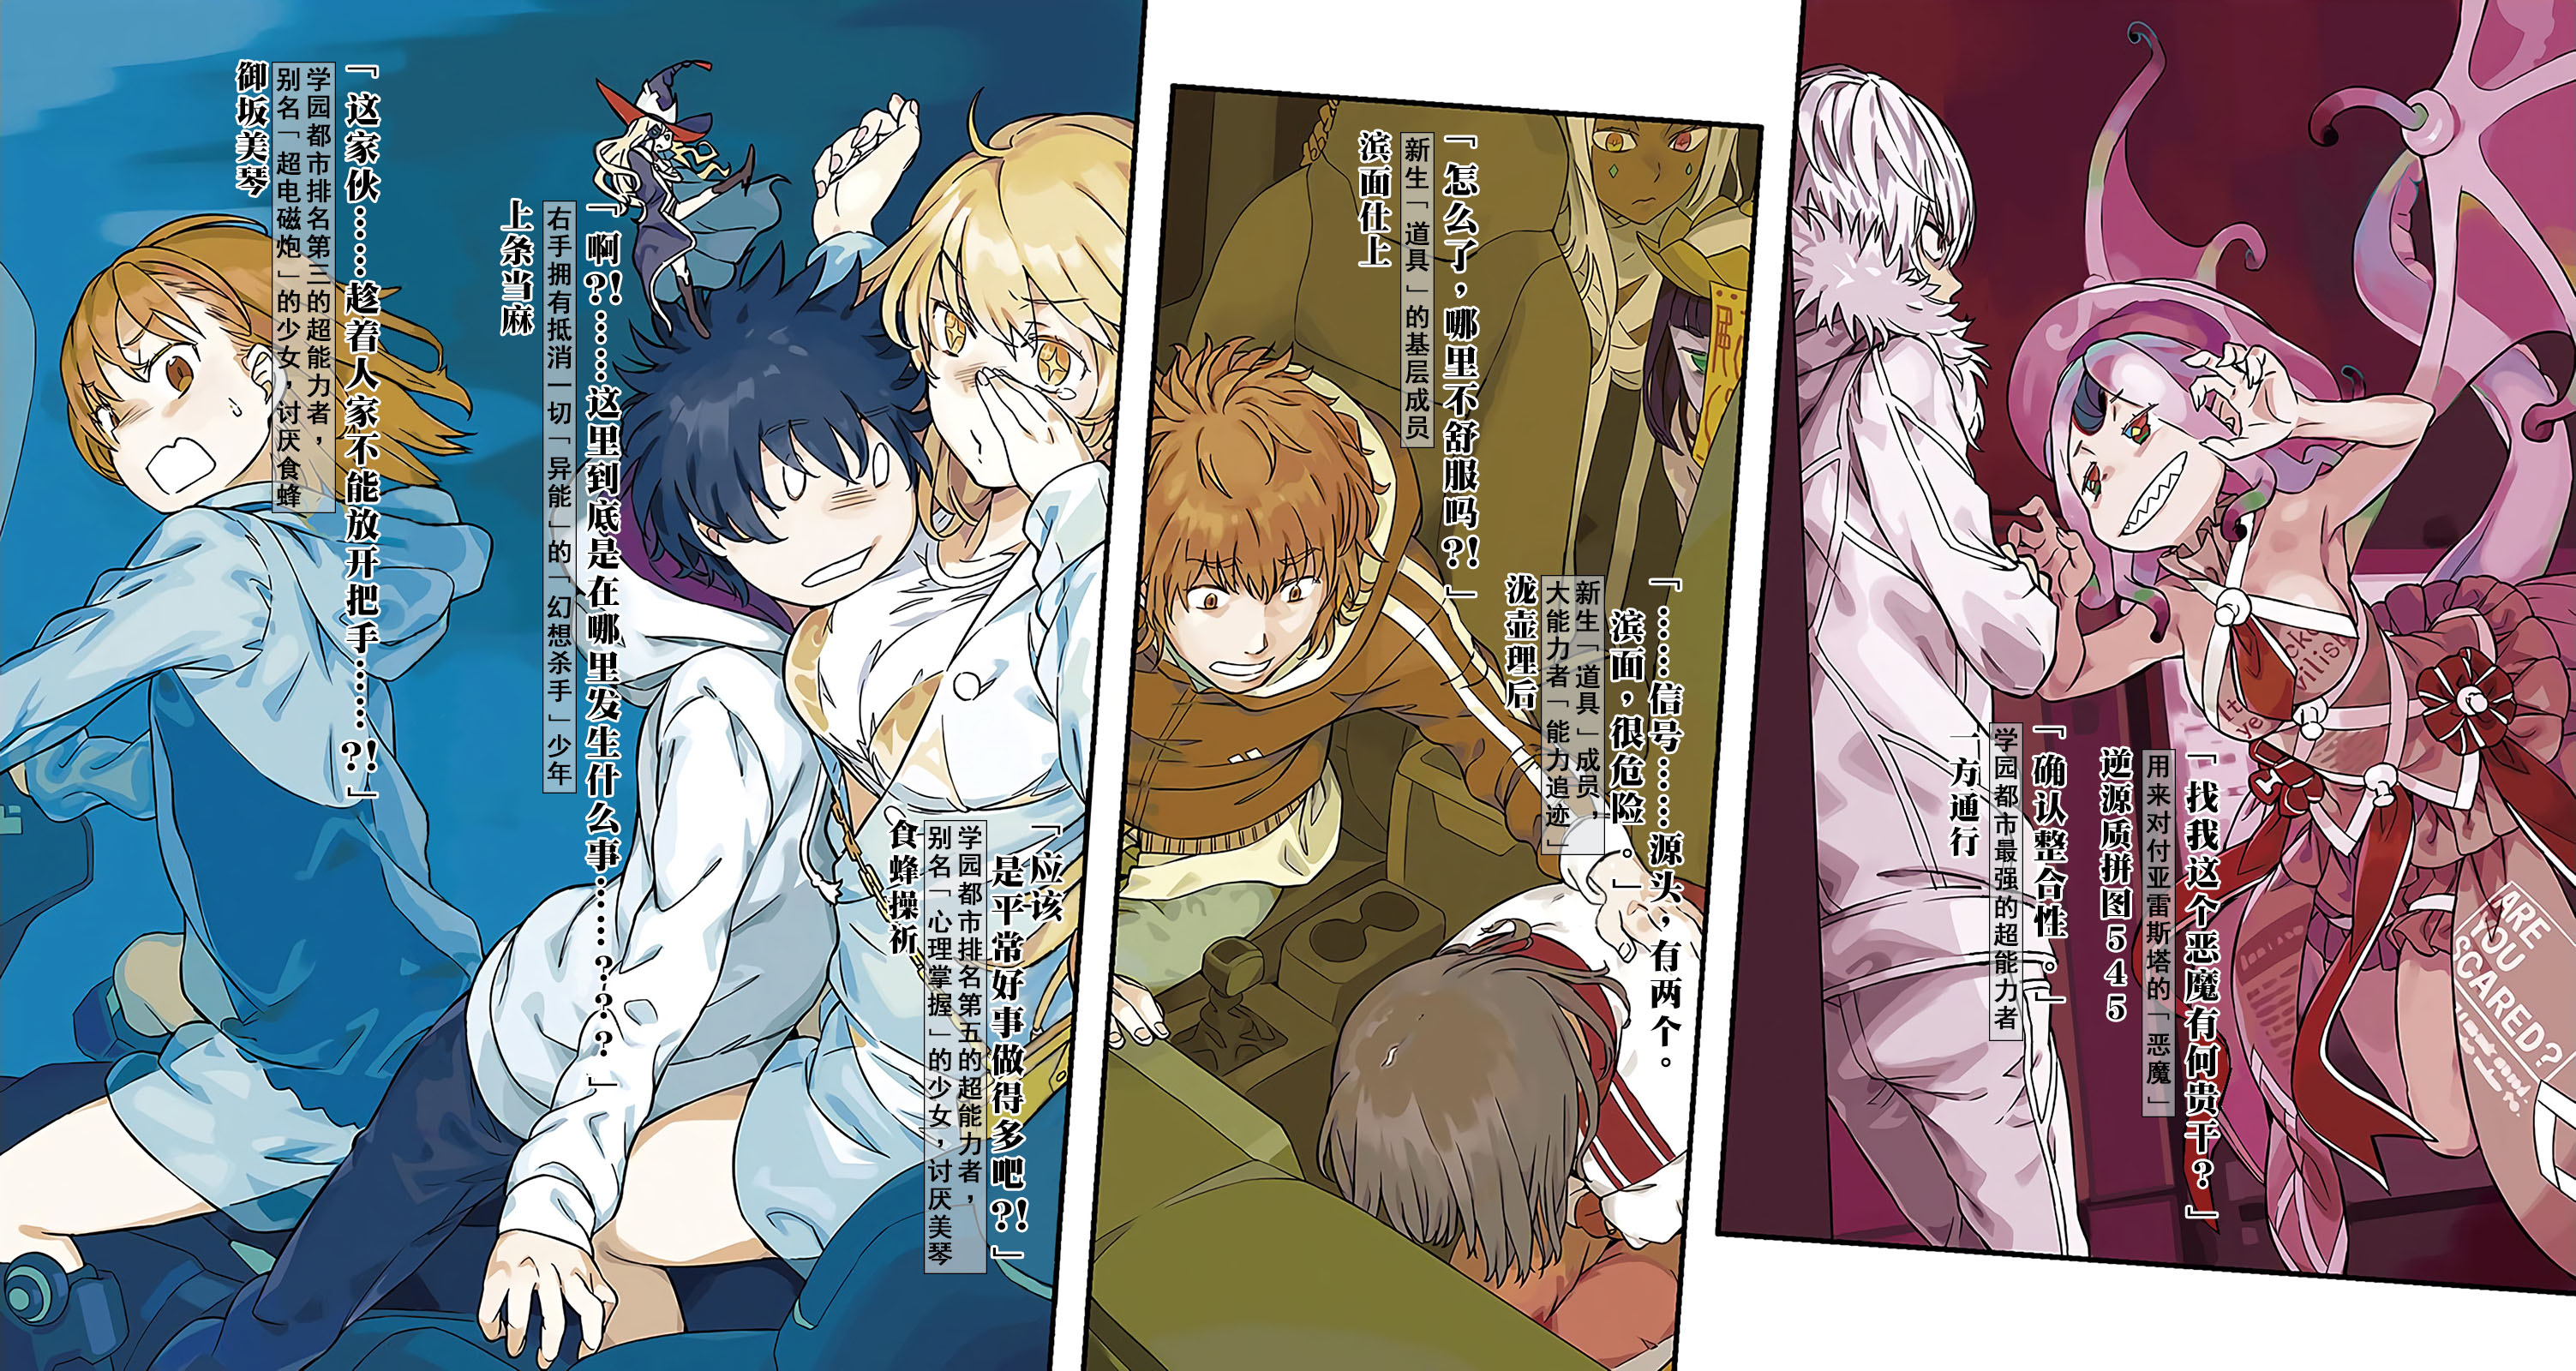 「找我这个恶魔有何贵干？」
用来对付亚雷斯塔的「恶魔」
逆源质拼图545
「确认整合性。」
学园都市最强的超能力者
一方通行
ARE
YOU
SCARED?
「……信号……源头，有两个。
滨面，很危险。」
新生「道具」成员，
大能力者「能力追迹」
泷壶理后
「怎么了，哪里不舒服吗?!」
新生「道具」的基层成员
滨面仕上
「应该
是平常好事做得多吧?!」
学园都市排名第五的超能力者，
别名「心理掌握」的少女，讨厌美琴
食蜂操祈
「啊?!……这里到底是在哪里发生什么事……？？？」
右手拥有抵消一切「异能」的「幻想杀手」少年
上条当麻
「这家伙……趁着人家不能放开把手……?!」
学园都市排名第三的超能力者，
别名「超电磁炮」的少女，讨厌食蜂
御坂美琴